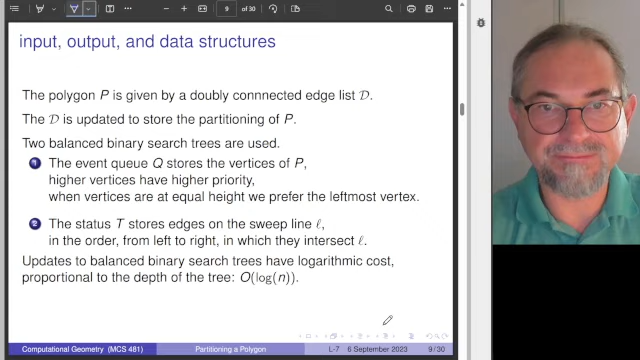 9 of 30
input, output, and data structures
The polygon P is given by a doubly connnected edge list D.
The D is updated to store the partitioning of P.
Two balanced binary search trees are used.
1 The event queue Q stores the vertices of P,
higher vertices have higher priority,
when vertices are at equal height we prefer the leftmost vertex.
2 The status T stores edges on the sweep line ℓ,
in the order, from left to right, in which they intersect ℓ.
Updates to balanced binary search trees have logarithmic cost,
proportional to the depth of the tree: O(log(n)).
Computational Geometry (MCS 481) Partitioning a Polygon L-7 6 September 2023 9 / 30